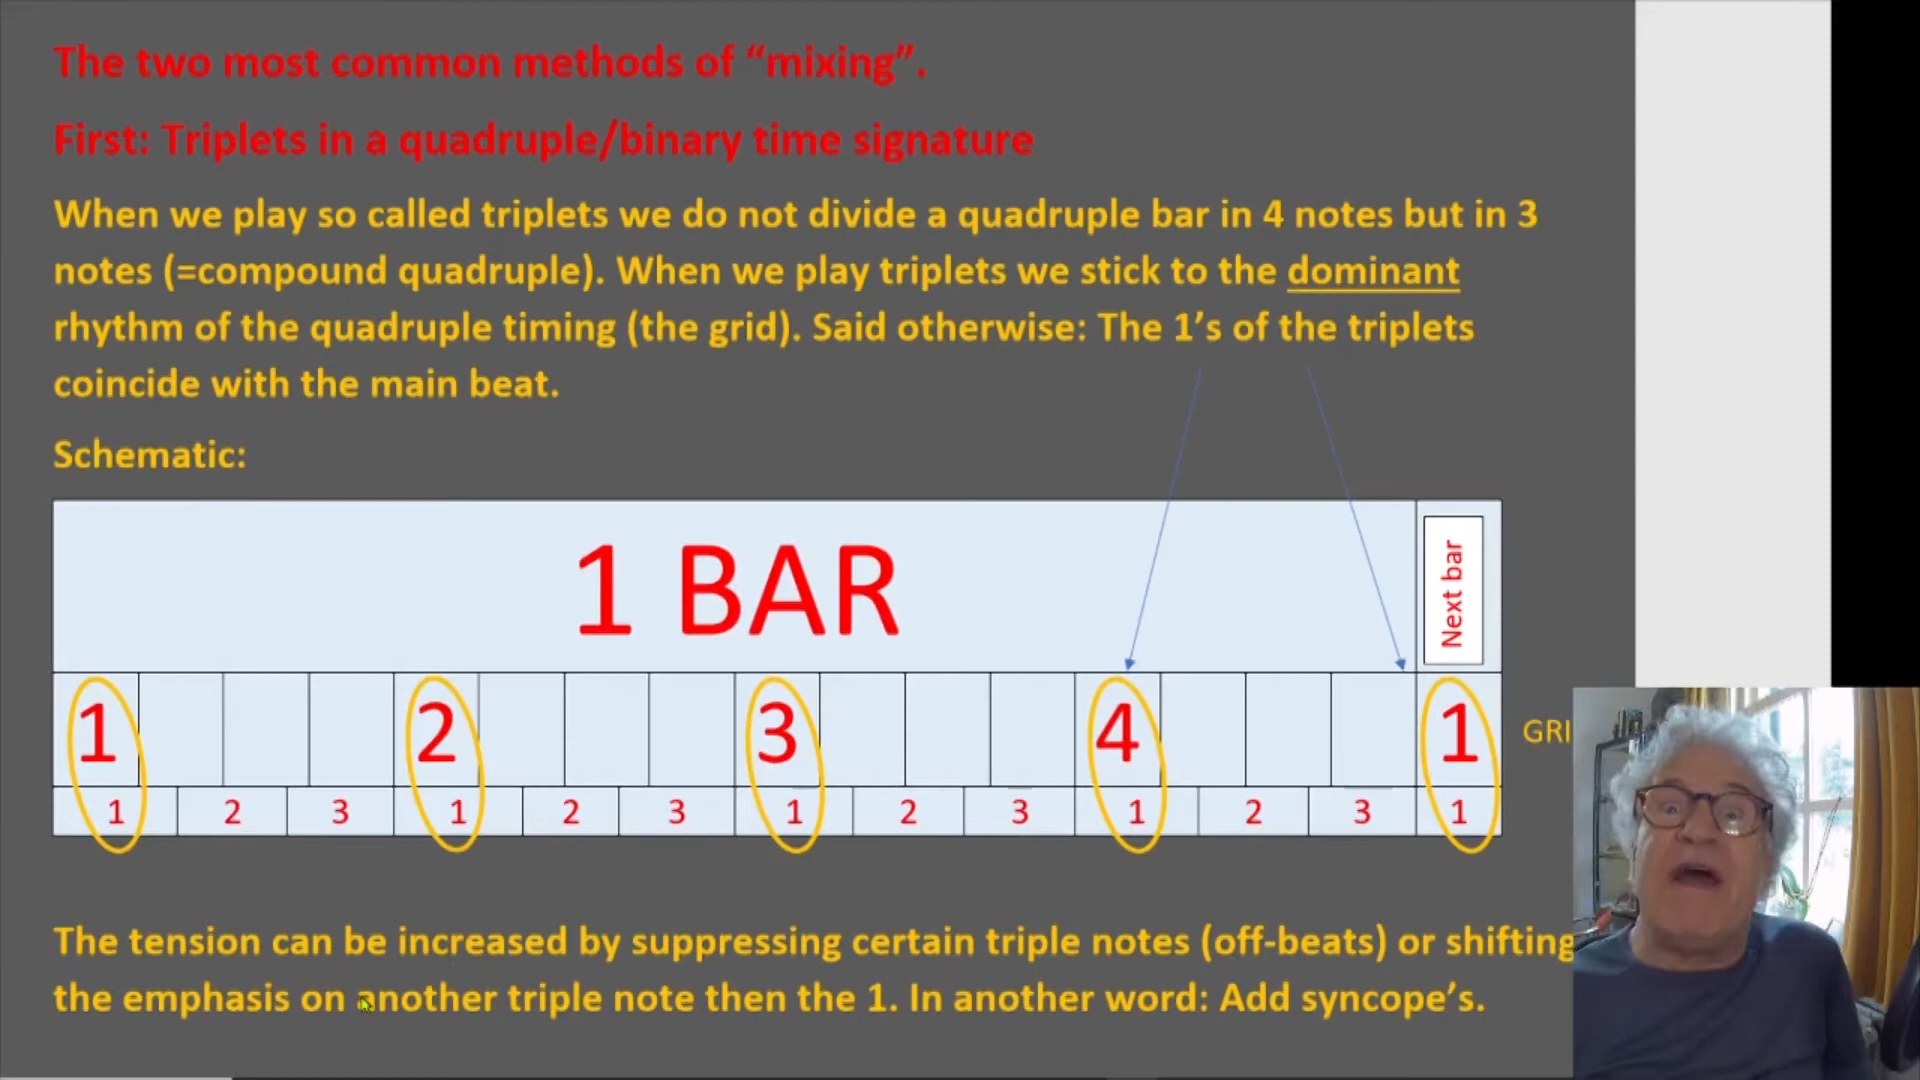 The two most common methods of “mixing”.
First: Triplets in a quadruple/binary time signature
When we play so called triplets we do not divide a quadruple bar in 4 notes but in 3
notes (=compound quadruple). When we play triplets we stick to the dominant
rhythm of the quadruple timing (the grid). Said otherwise: The 1’s of the triplets
coincide with the main beat.
Schematic:
1 BAR
Next bar
1 2 3 4 1
GRI
1 2 3 1 2 3 1 2 3 1 2 3 1
The tension can be increased by suppressing certain triple notes (off-beats) or shifting
the emphasis on another triple note then the 1. In another word: Add syncope’s.